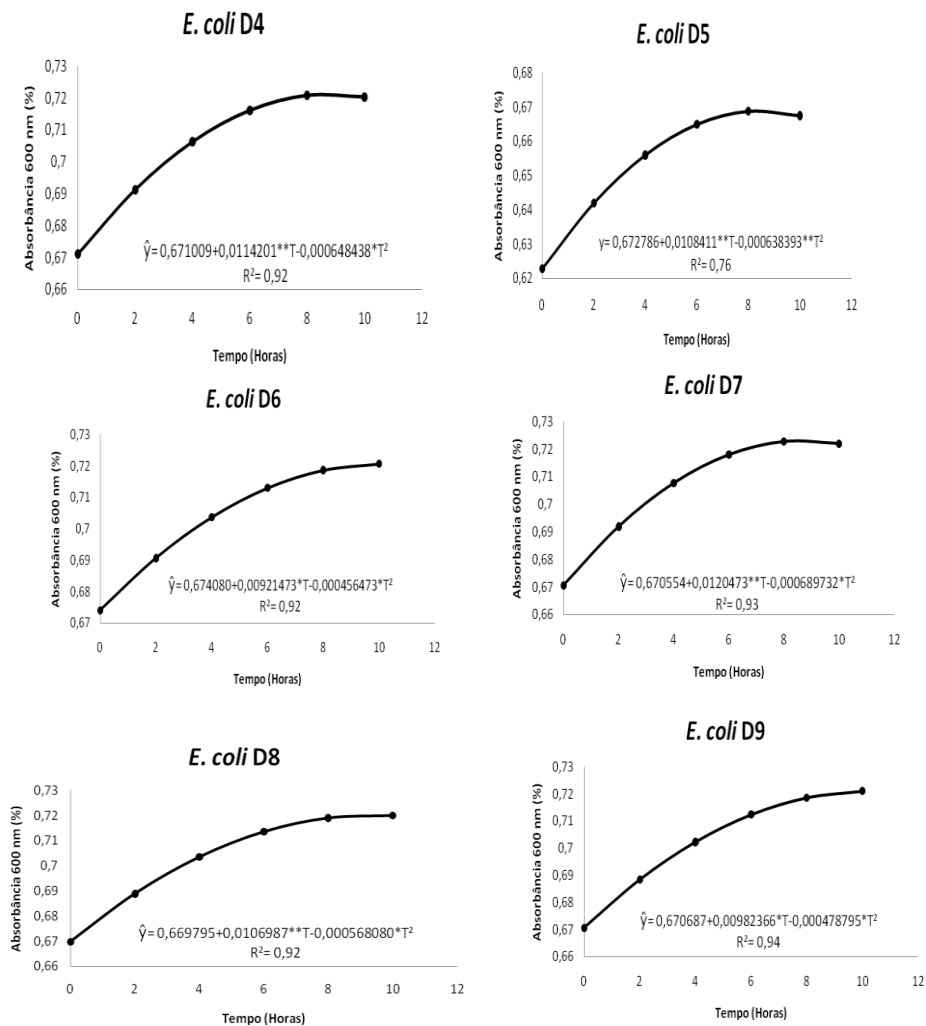 E. coli D4
Absorbância 600 nm (%)
0,73
0,72
0,71
0,7
0,69
0,68
0,67
0,66
ŷ= 0,671009+0,0114201**T-0,000648438*T²
R²= 0,92
0 2 4 6 8 10 12
Tempo (Horas)
E. coli D5
Absorbância 600 nm (%)
0,68
0,67
0,66
0,65
0,64
0,63
0,62
y= 0,672786+0,0108411**T-0,000638393**T²
R²= 0,76
0 2 4 6 8 10 12
Tempo (Horas)
E. coli D6
Absorbância 600 nm (%)
0,73
0,72
0,71
0,7
0,69
0,68
0,67
ŷ= 0,674080+0,00921473*T-0,000456473*T²
R²= 0,92
0 2 4 6 8 10 12
Tempo (Horas)
E. coli D7
Absorbância 600 nm (%)
0,73
0,72
0,71
0,7
0,69
0,68
0,67
0,66
ŷ= 0,670554+0,0120473**T-0,000689732*T²
R²= 0,93
0 2 4 6 8 10 12
Tempo (Horas)
E. coli D8
Absorbância 600 nm (%)
0,73
0,72
0,71
0,7
0,69
0,68
0,67
0,66
ŷ= 0,669795+0,0106987**T-0,000568080*T²
R²= 0,92
0 2 4 6 8 10 12
Tempo (Horas)
E. coli D9
Absorbância 600 nm (%)
0,73
0,72
0,71
0,7
0,69
0,68
0,67
0,66
ŷ= 0,670687+0,00982366*T-0,000478795*T²
R²= 0,94
0 2 4 6 8 10 12
Tempo (Horas)